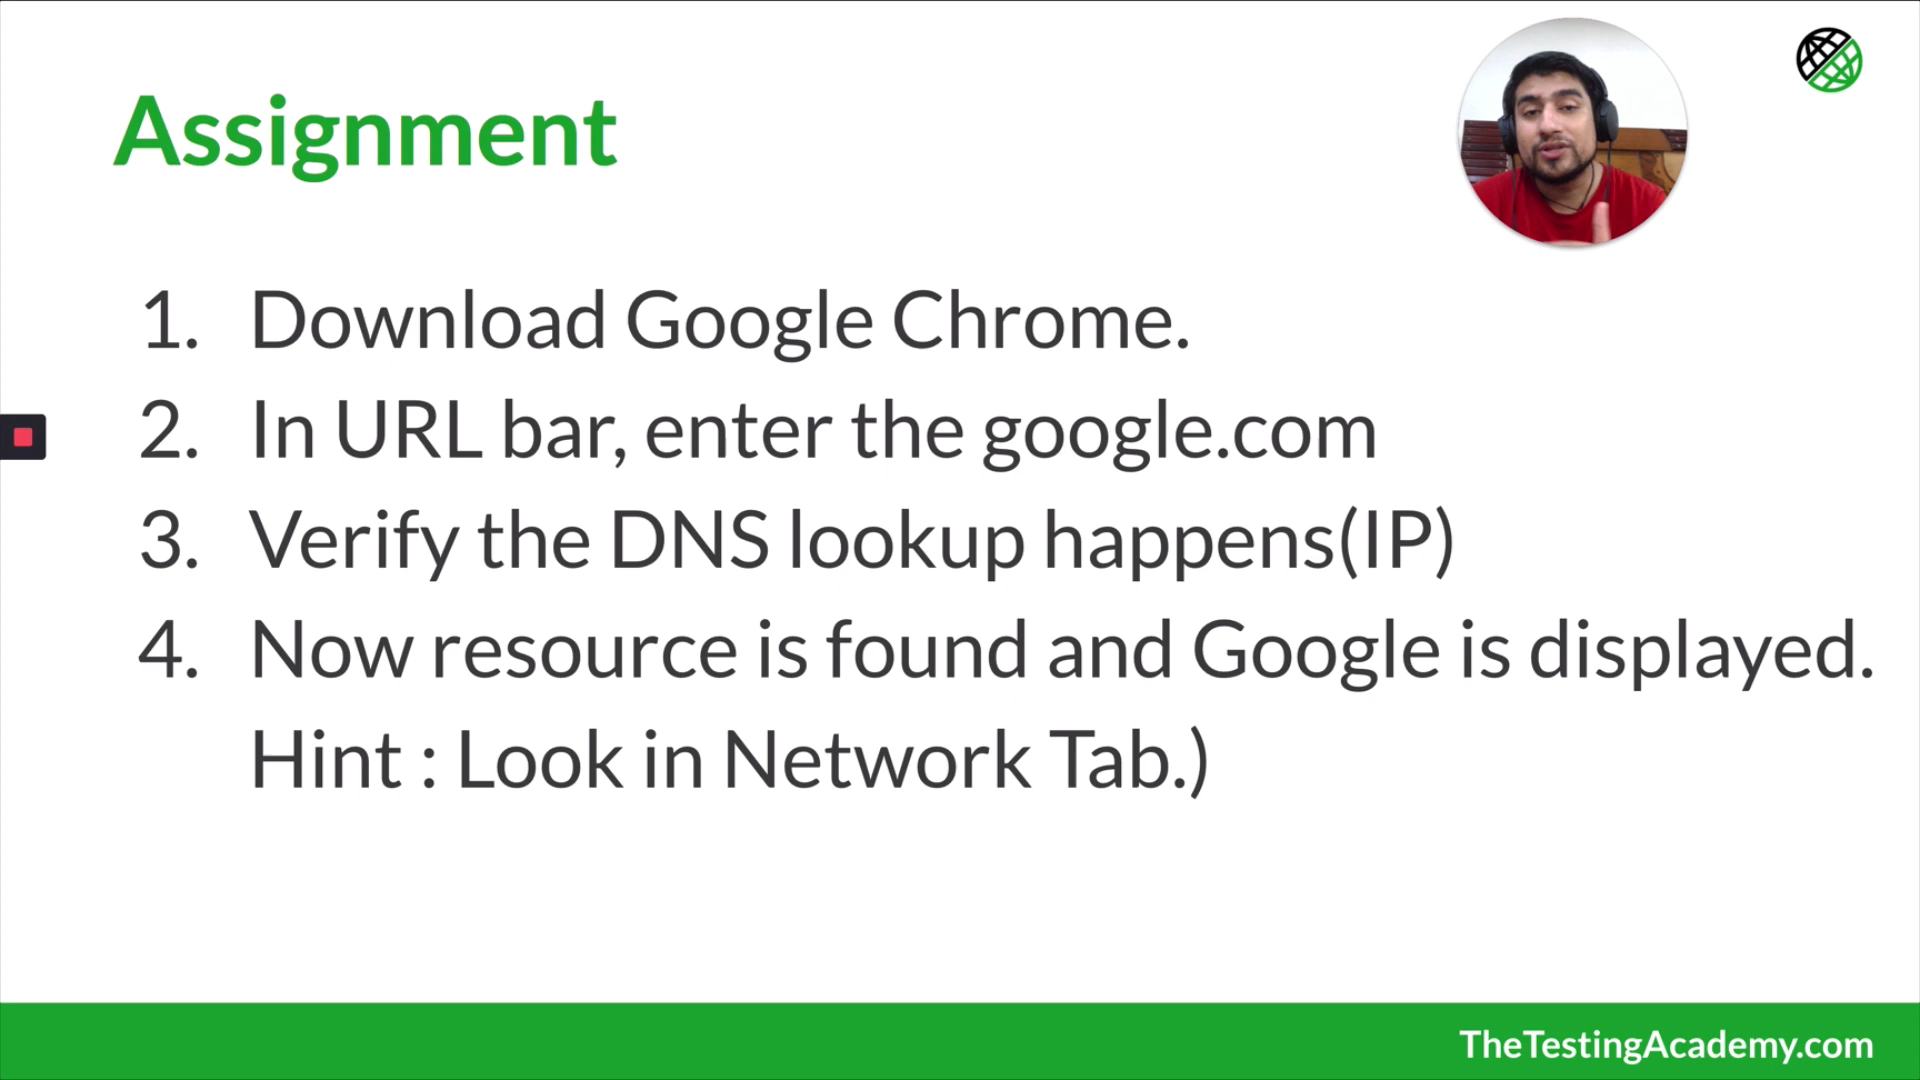 Assignment
1. Download Google Chrome.
2. In URL bar, enter the google.com
3. Verify the DNS lookup happens(IP)
4. Now resource is found and Google is displayed.
Hint : Look in Network Tab.)
TheTestingAcademy.com